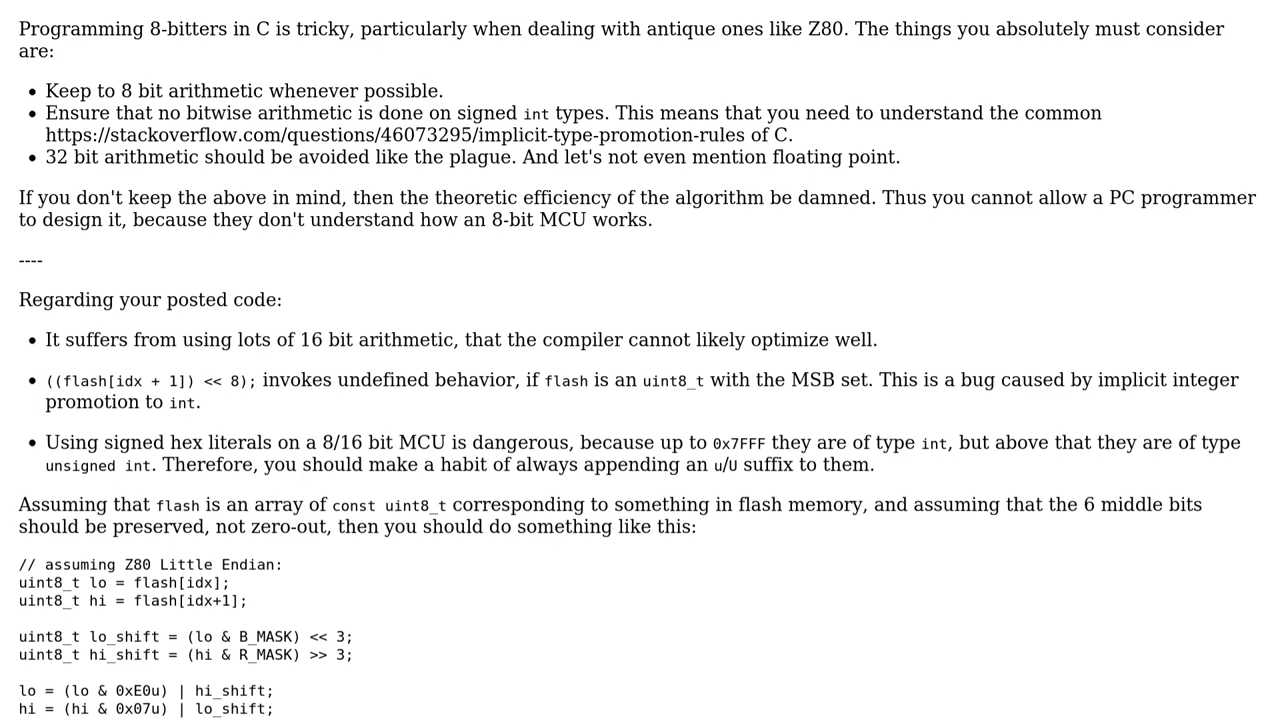 Programming 8-bitters in C is tricky, particularly when dealing with antique ones like Z80. The things you absolutely must consider
are:
• Keep to 8 bit arithmetic whenever possible.
• Ensure that no bitwise arithmetic is done on signed int types. This means that you need to understand the common
https://stackoverflow.com/questions/46073295/implicit-type-promotion-rules of C.
• 32 bit arithmetic should be avoided like the plague. And let's not even mention floating point.
If you don't keep the above in mind, then the theoretic efficiency of the algorithm be damned. Thus you cannot allow a PC programmer
to design it, because they don't understand how an 8-bit MCU works.
----
Regarding your posted code:
• It suffers from using lots of 16 bit arithmetic, that the compiler cannot likely optimize well.
• ((flash[idx + 1]) << 8); invokes undefined behavior, if flash is an uint8_t with the MSB set. This is a bug caused by implicit integer
promotion to int.
• Using signed hex literals on a 8/16 bit MCU is dangerous, because up to 0x7FFF they are of type int, but above that they are of type
unsigned int. Therefore, you should make a habit of always appending an u/U suffix to them.
Assuming that flash is an array of const uint8_t corresponding to something in flash memory, and assuming that the 6 middle bits
should be preserved, not zero-out, then you should do something like this:
// assuming Z80 Little Endian:
uint8_t lo = flash[idx];
uint8_t hi = flash[idx+1];
uint8_t lo_shift = (lo & B_MASK) << 3;
uint8_t hi_shift = (hi & R_MASK) >> 3;
lo = (lo & 0xE0u) | hi_shift;
hi = (hi & 0x07u) | lo_shift;